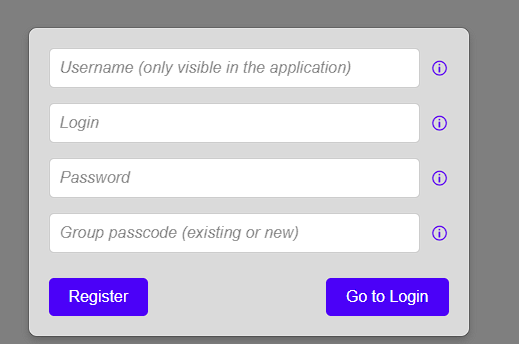 Username (only visible in the application)
Login
Password
Group passcode (existing or new)
Register
Go to Login